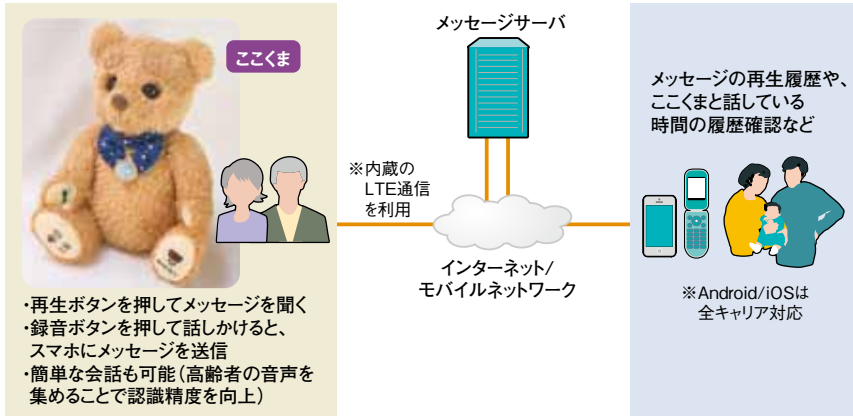 ここくま
・再生ボタンを押してメッセージを聞く
・録音ボタンを押して話しかけると、
スマホにメッセージを送信
・簡単な会話も可能（高齢者の音声を
集めることで認識精度を向上）
※内蔵の
LTE通信
を利用
メッセージサーバ
インターネット/
モバイルネットワーク
メッセージの再生履歴や、
ここくまと話している
時間の履歴確認など
※Android/iOSは
全キャリア対応